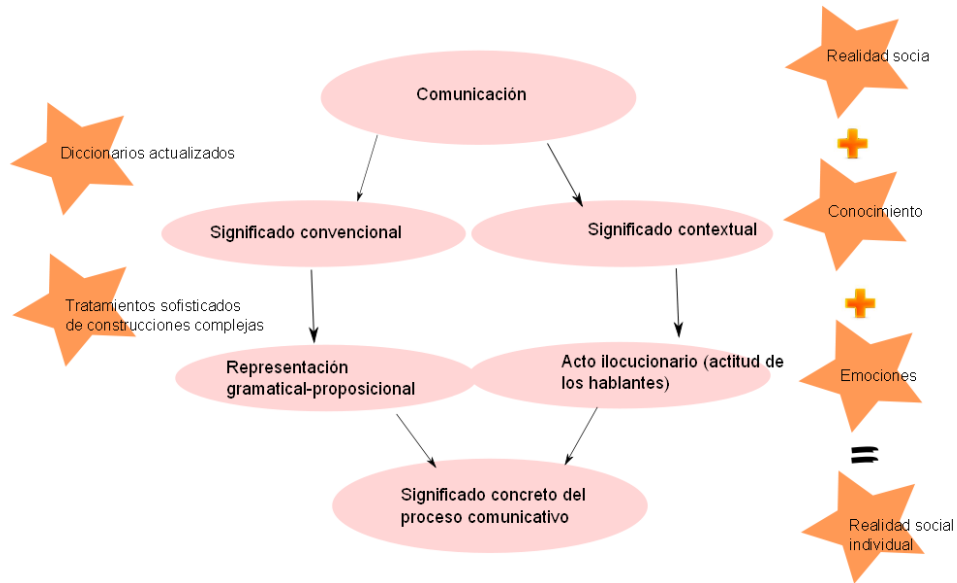 Realidad socia
Comunicación
Diccionarios actualizados
Conocimiento
Significado convencional
Significado contextual
Tratamientos sofisticados
de construcciones complejas
Representación
gramatical-proposicional
Acto ilocucionario (actitud de
los hablantes)
Emociones
Significado concreto del
proceso comunicativo
Realidad social
individual